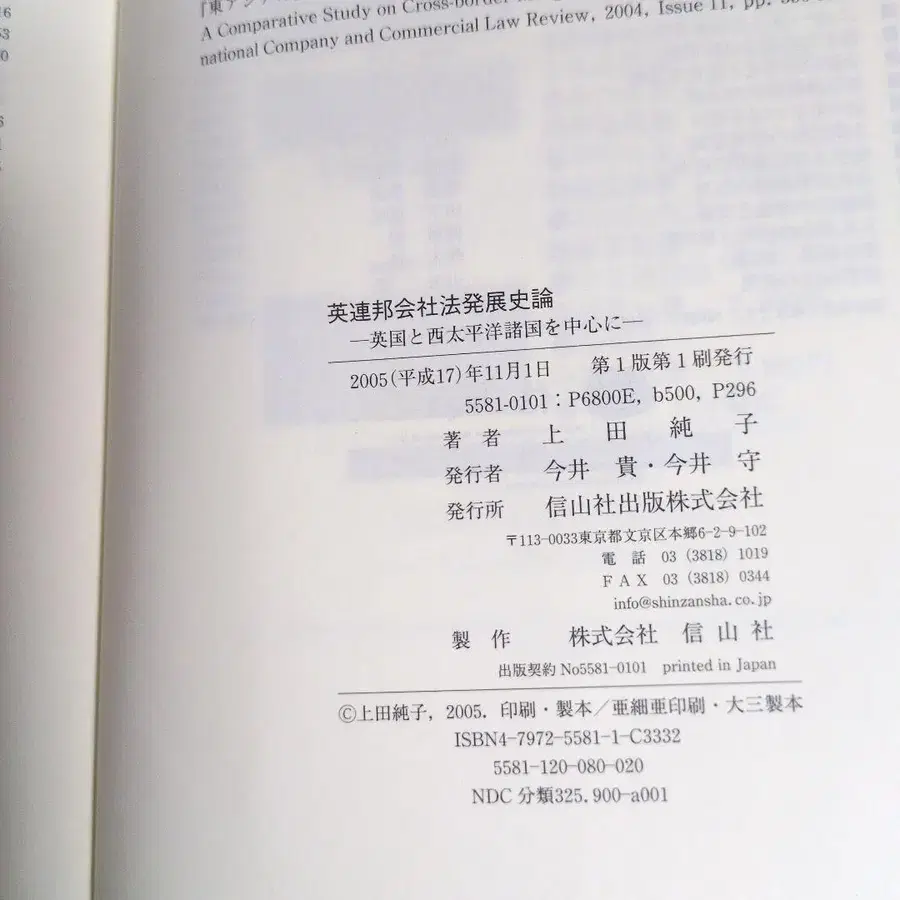 『東アジア
A Comparative Study on Cross-border
national Company and Commercial Law Review, 2004, Issue 11, pp.
英連邦会社法発展史論
―英国と西太平洋諸国を中心に―
2005(平成17)年11月1日 第1版第1刷発行
5581-0101：P6800E, b500, P296
著 者 上 田 純 子
発行者 今井 貴・今井 守
発行所 信山社出版株式会社
〒113-0033東京都文京区本郷6-2-9-102
電 話 03 (3818) 1019
FAX 03 (3818) 0344
info@shinzansha.co.jp
製 作 株式会社 信山社
出版契約 No5581-0101 printed in Japan
©上田純子, 2005. 印刷・製本／亜細亜印刷・大三製本
ISBN4-7972-5581-1-C3332
5581-120-080-020
NDC 分類325.900-a001